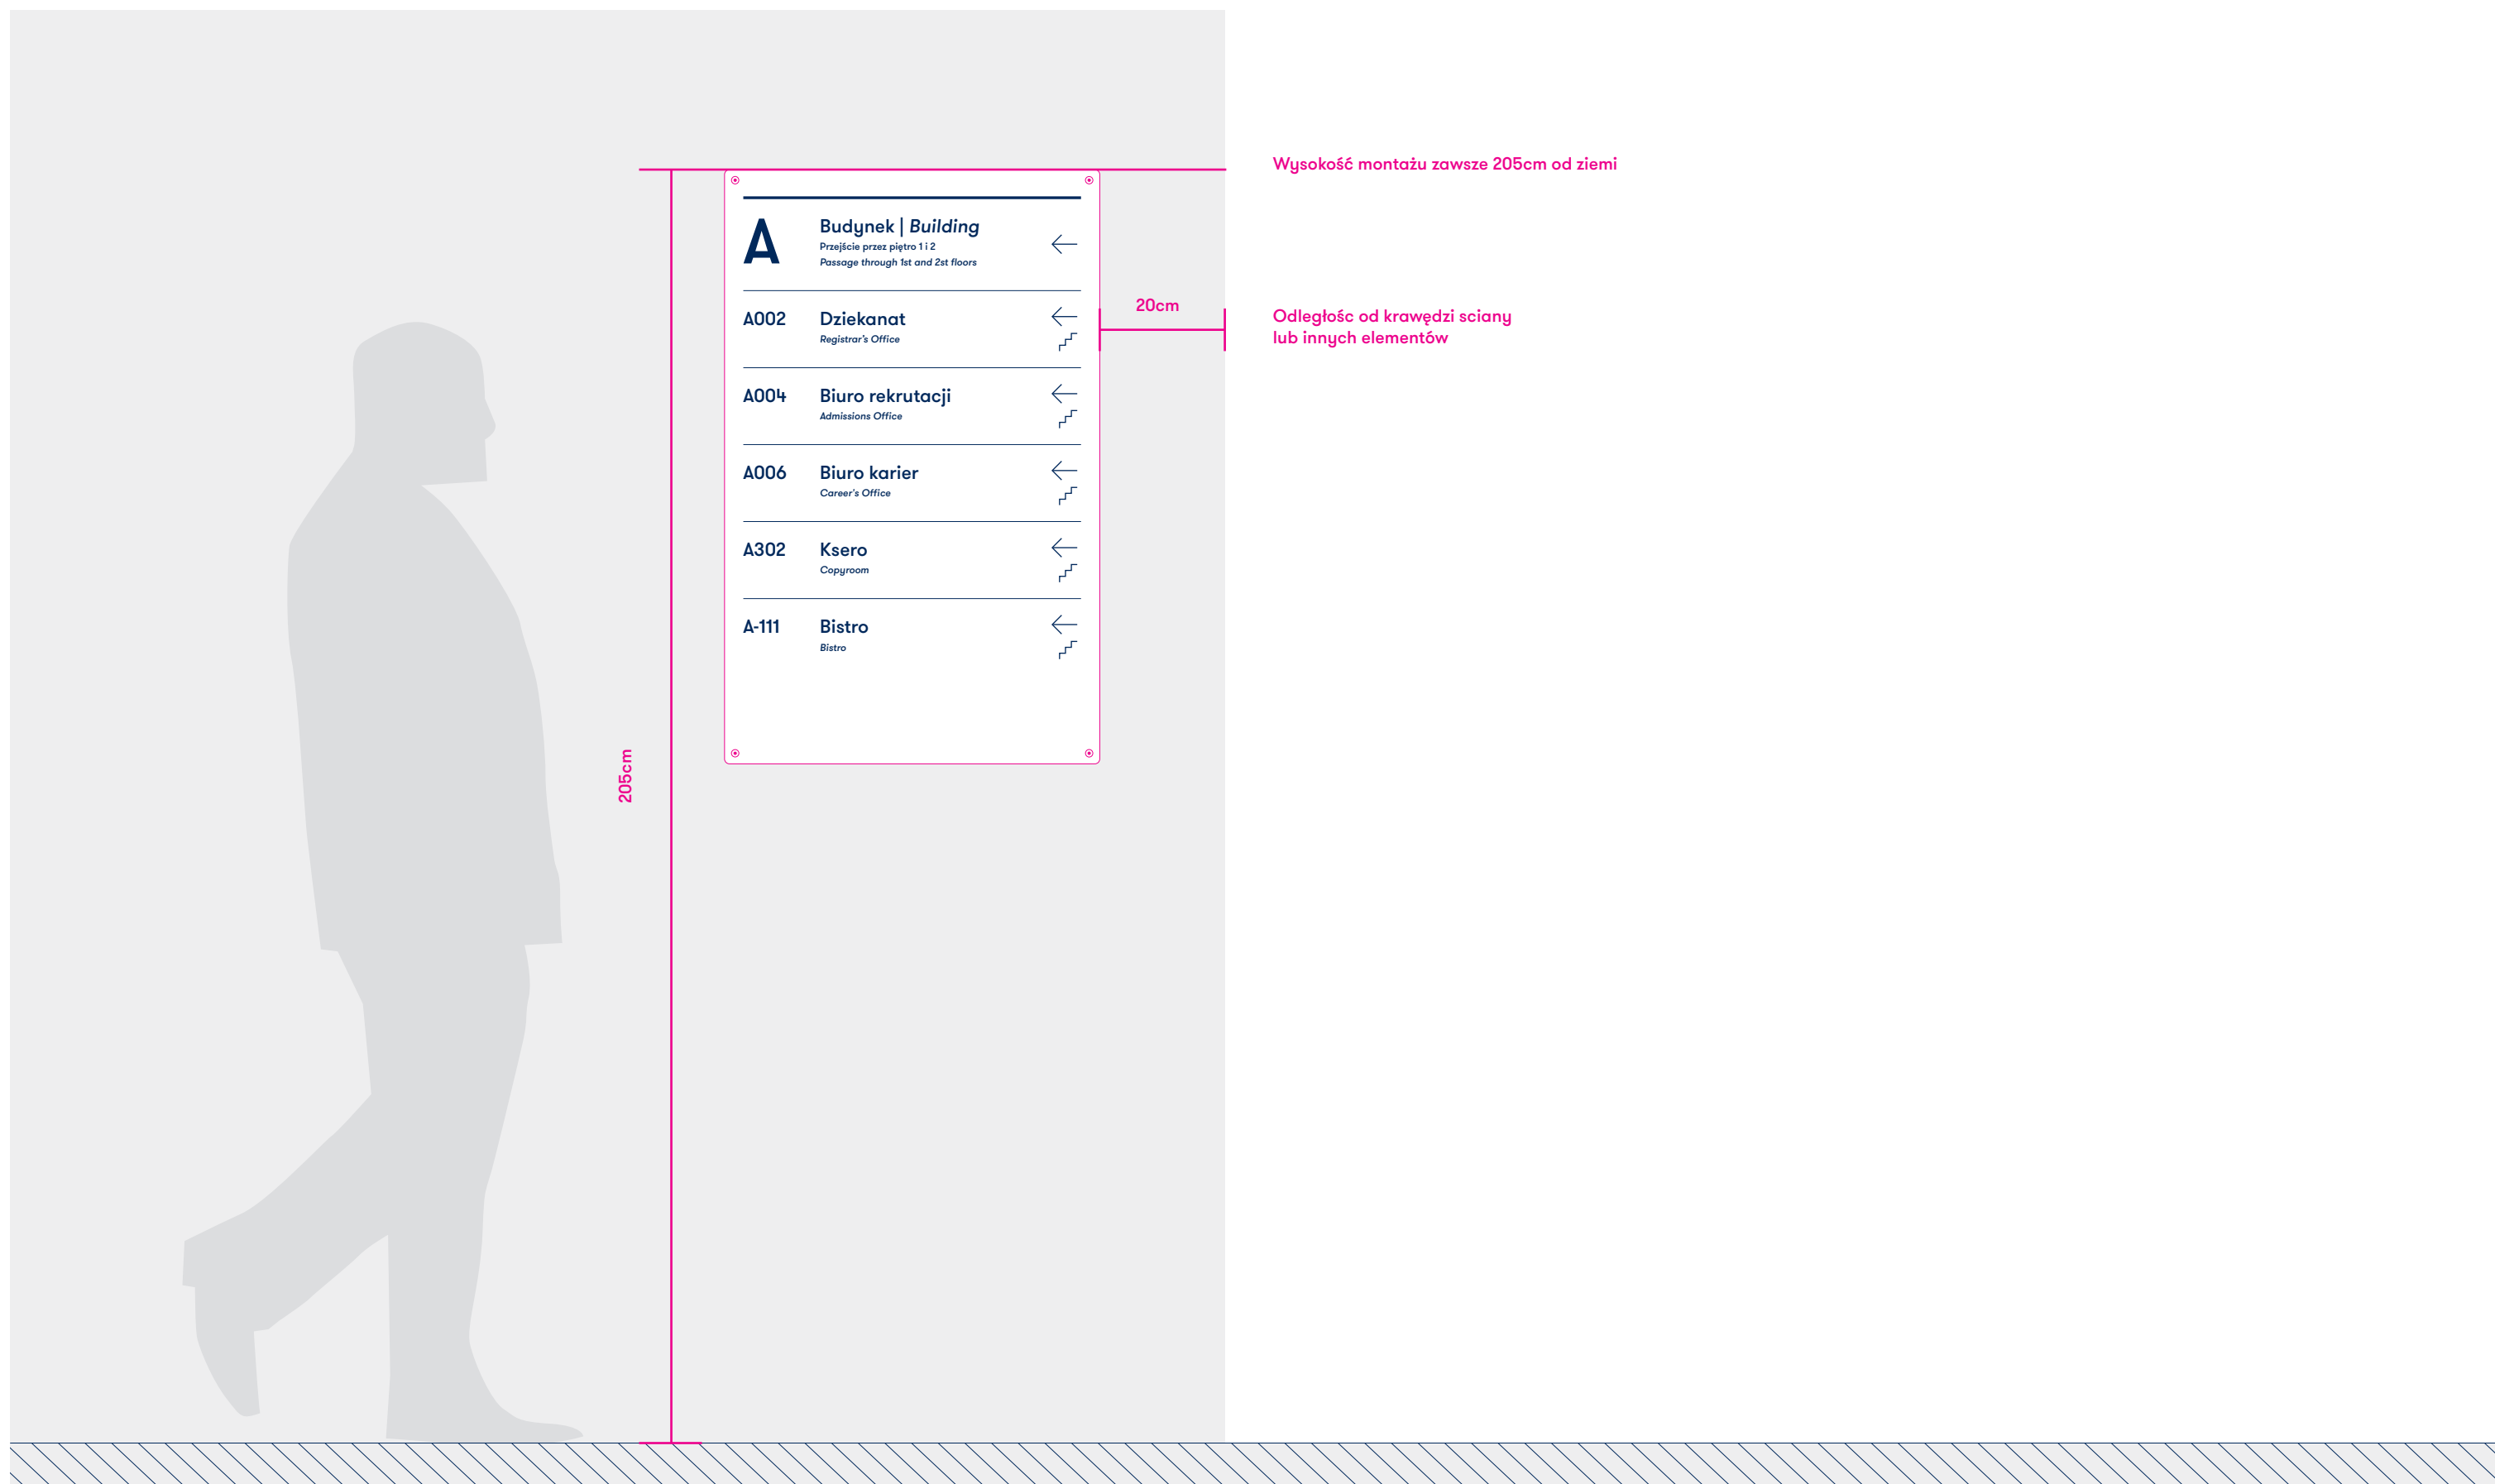 Wysokość montażu zawsze 205cm od ziemi
A
Budynek | Building
Przejście przez piętro 1 i 2
Passage through 1st and 2st floors
20cm
Odległośc od krawędzi sciany
lub innych elementów
A002 Dziekanat
Registrar's Office
A004 Biuro rekrutacji
Admissions Office
A006 Biuro karier
Career's Office
A302 Ksero
Copyroom
A-111 Bistro
Bistro
205cm